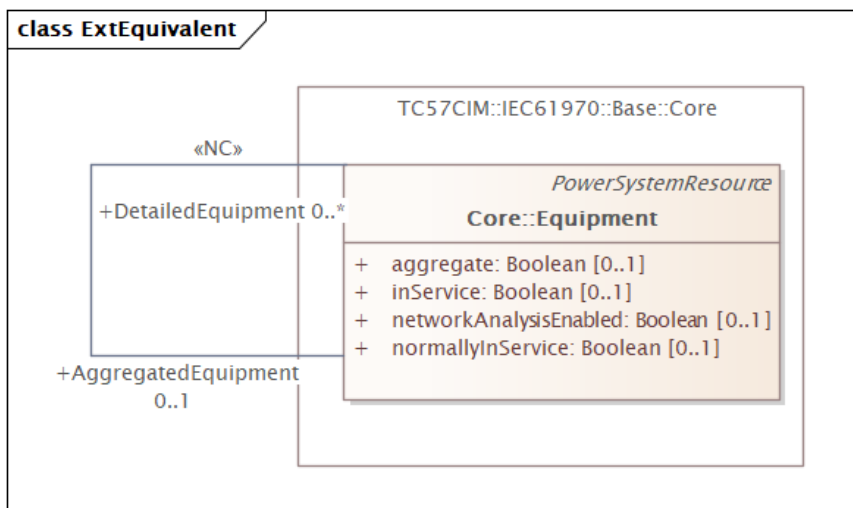 class ExtEquivalent
TC57CIM::IEC61970::Base::Core
«NC»
PowerSystemResource
+DetailedEquipment 0..*
Core::Equipment
+ aggregate: Boolean [0..1]
+ inService: Boolean [0..1]
+ networkAnalysisEnabled: Boolean [0..1]
+ normallyInService: Boolean [0..1]
+AggregatedEquipment
0..1